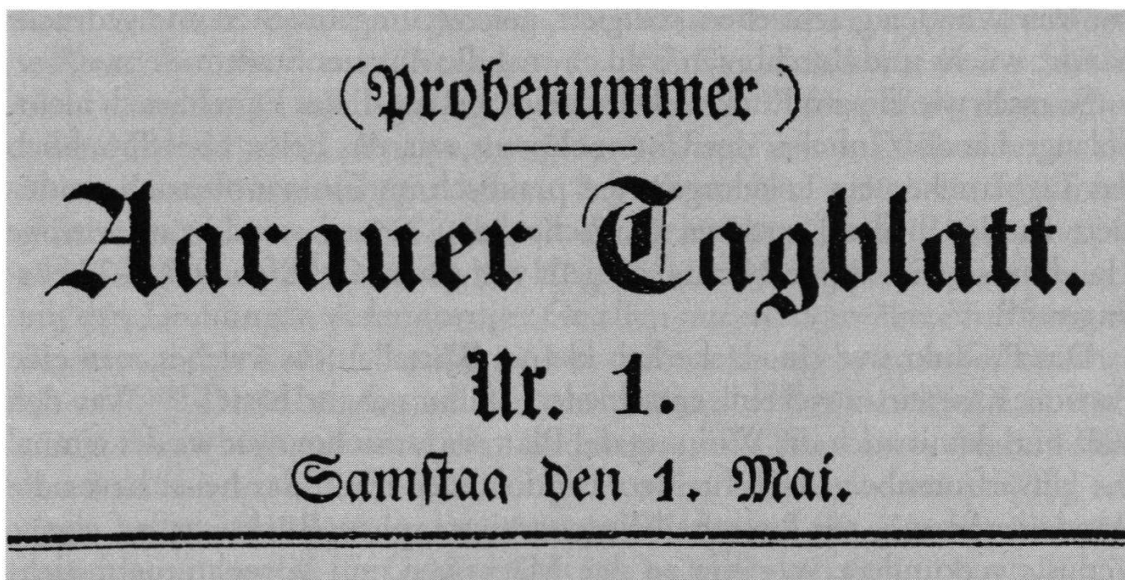 (Probenummer)
Aarauer Tagblatt.
Nr. 1.
Samstag den 1. Mai.